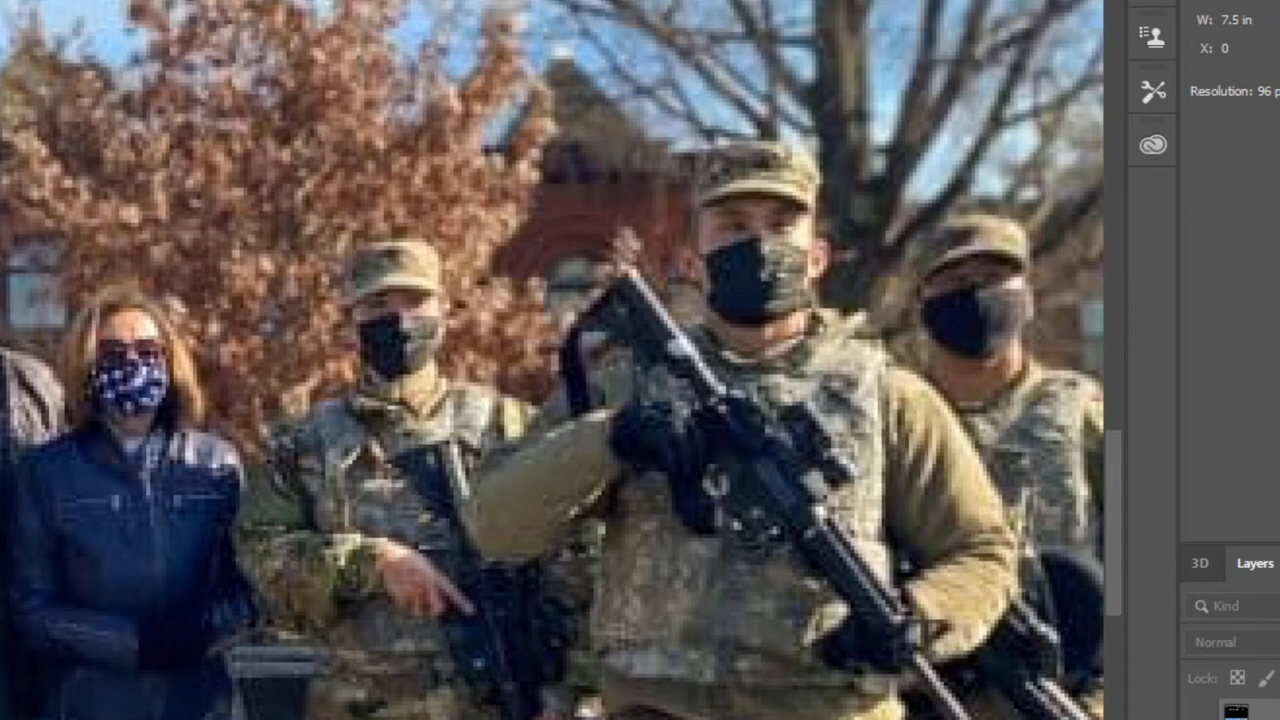 W: 7.5 in
X: 0
Resolution: 96 p
3D
Layers
Kind
Normal
Lock: